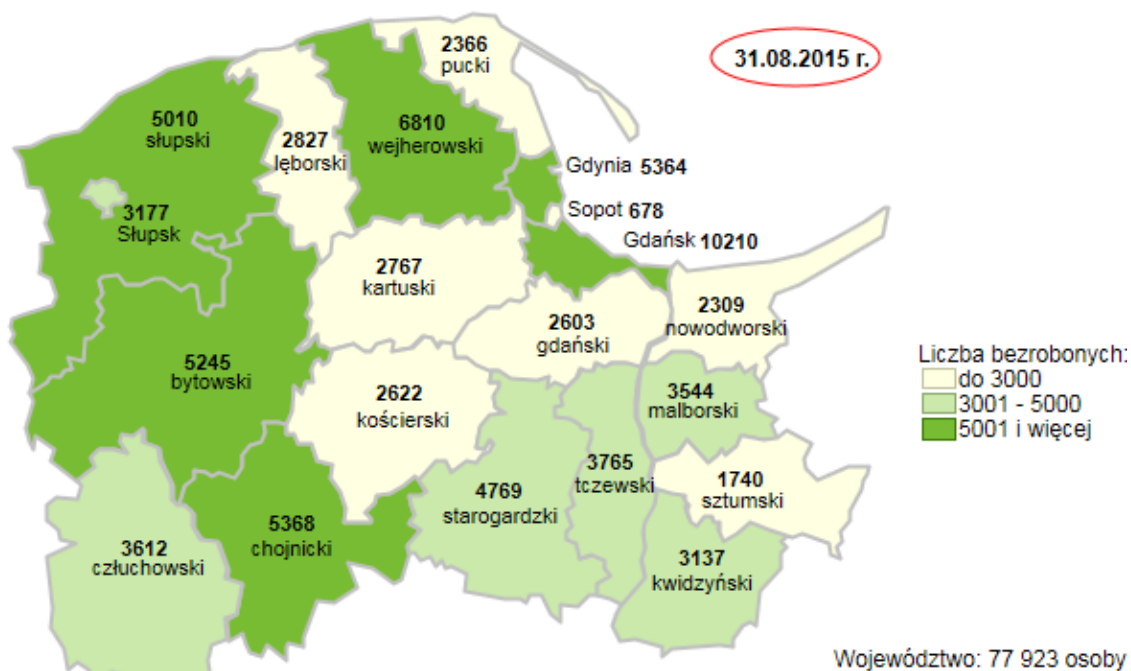 2366
pucki
31.08.2015 r.
5010
słupski
2827
lęborski
6810
wejherowski
Gdynia 5364
3177
Słupsk
Sopot 678
Gdańsk 10210
2767
kartuski
2309
nowodworski
2603
gdański
5245
bytowski
2622
kościerski
3544
malborski
Liczba bezrobonych:
do 3000
3001 - 5000
5001 i więcej
4769
starogardzki
3765
tczewski
1740
sztumski
5368
chojnicki
3612
człuchowski
3137
kwidzyński
Województwo: 77 923 osoby